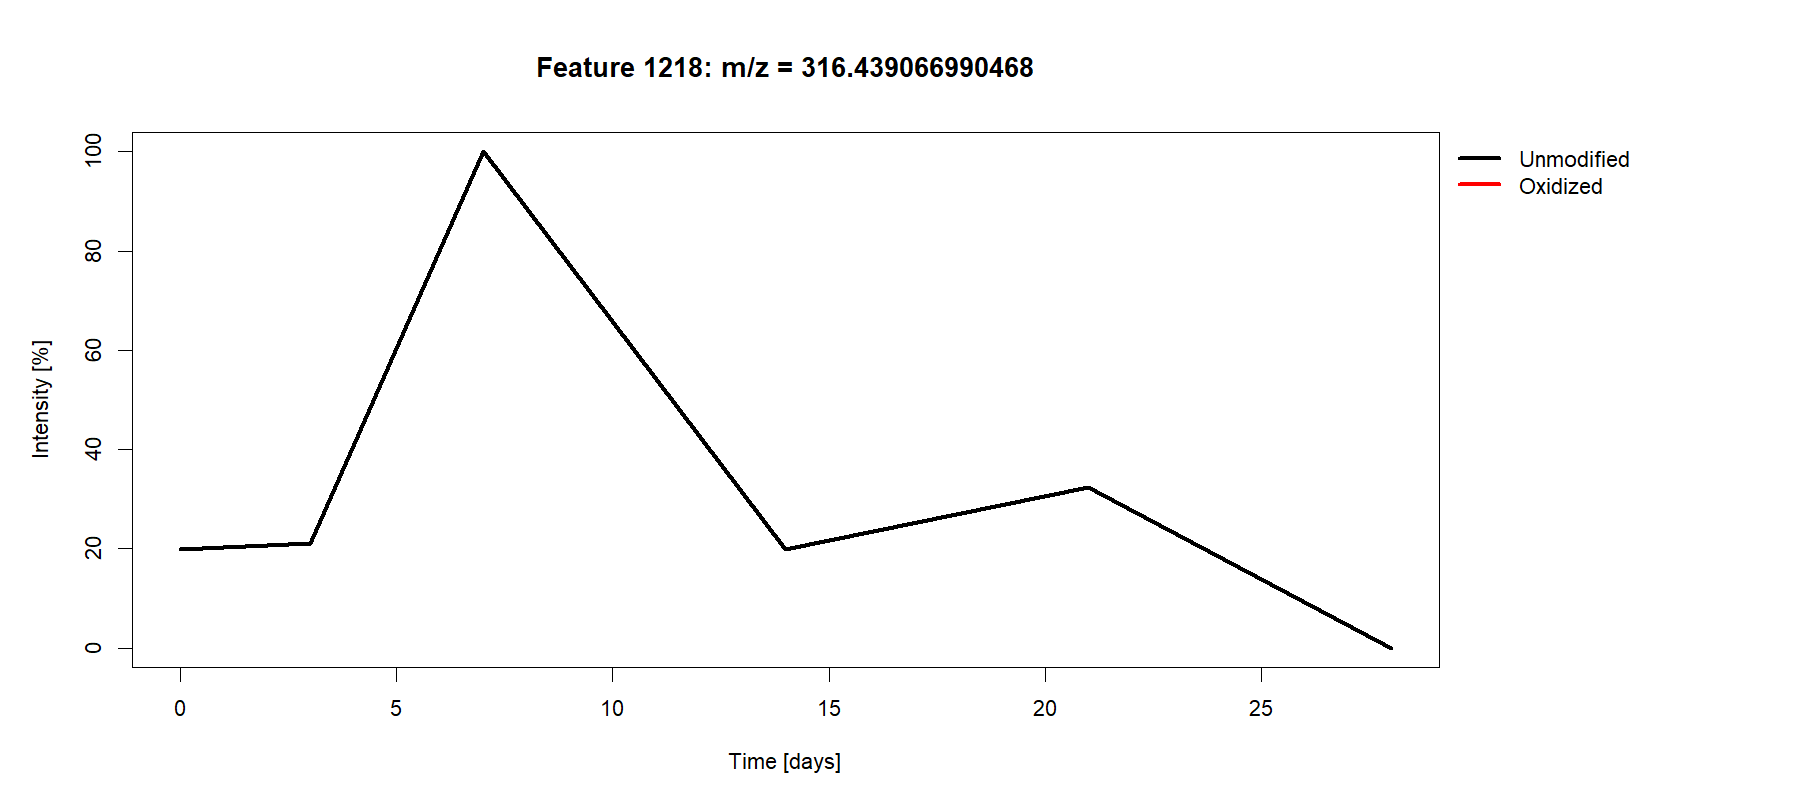 Feature 1218: m/z = 316.439066990468
Unmodified
Oxidized
Intensity [%]
100
80
60
40
20
0
0 5 10 15 20 25
Time [days]